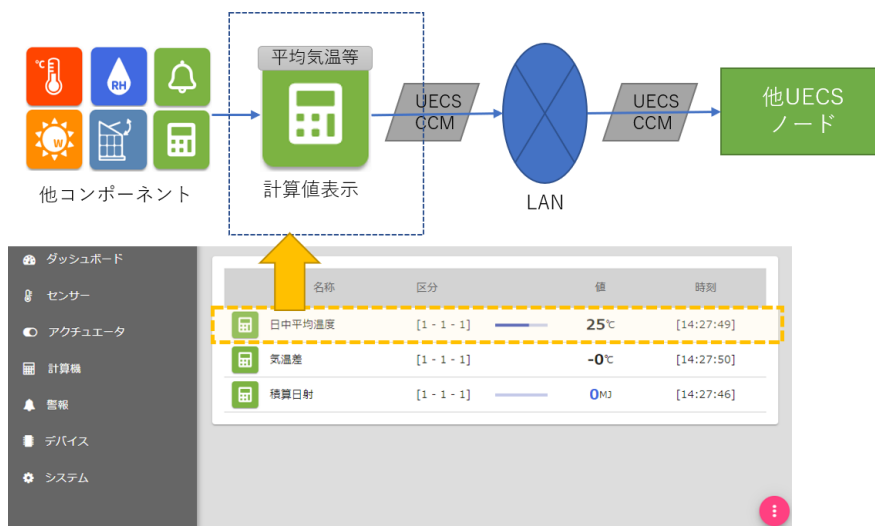 平均気温等
℃
RH
W
UECS
CCM
UECS
CCM
他UECS
ノード
他コンポーネント
計算値表示
LAN
ダッシュボード
センサー
アクチュエータ
計算機
警報
デバイス
システム
名称 区分 値 時刻
日中平均温度 [1 - 1 - 1] 25℃ [14:27:49]
気温差 [1 - 1 - 1] -0℃ [14:27:50]
積算日射 [1 - 1 - 1] 0MJ [14:27:46]